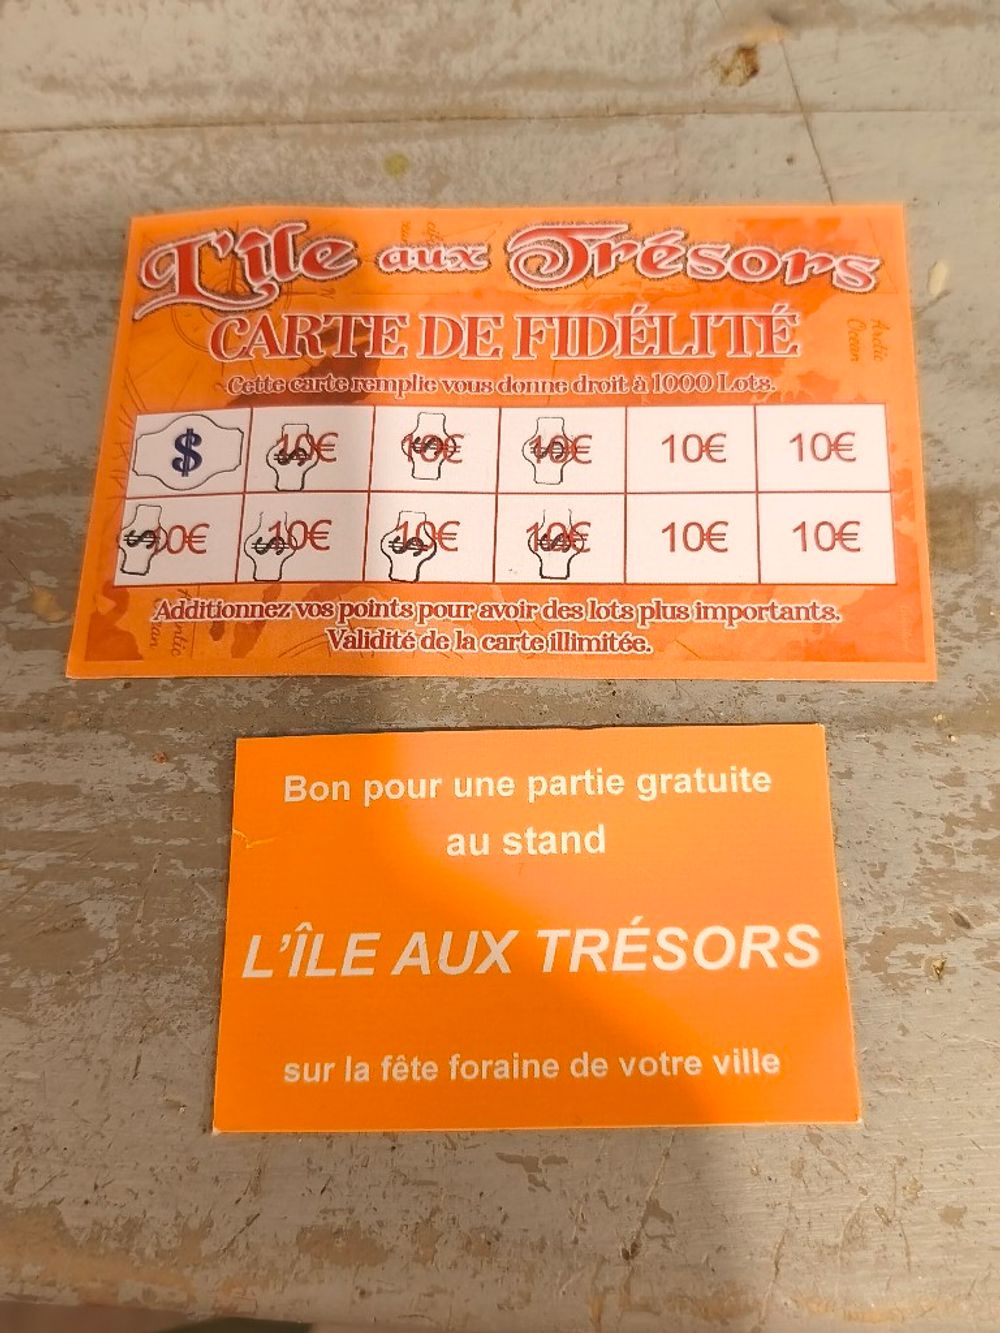 L'île aux Trésors
CARTE DE FIDÉLITÉ
Cette carte remplie vous donne droit à 1000 Lots.
$ $ 10€ $ 10€ $ 10€ 10€ 10€
$ 10€ $ 10€ $ 10€ $ 10€ 10€ 10€
Additionnez vos points pour avoir des lots plus importants.
Validité de la carte illimitée.
Arctic
Ocean
Bon pour une partie gratuite
au stand
L'ÎLE AUX TRÉSORS
sur la fête foraine de votre ville